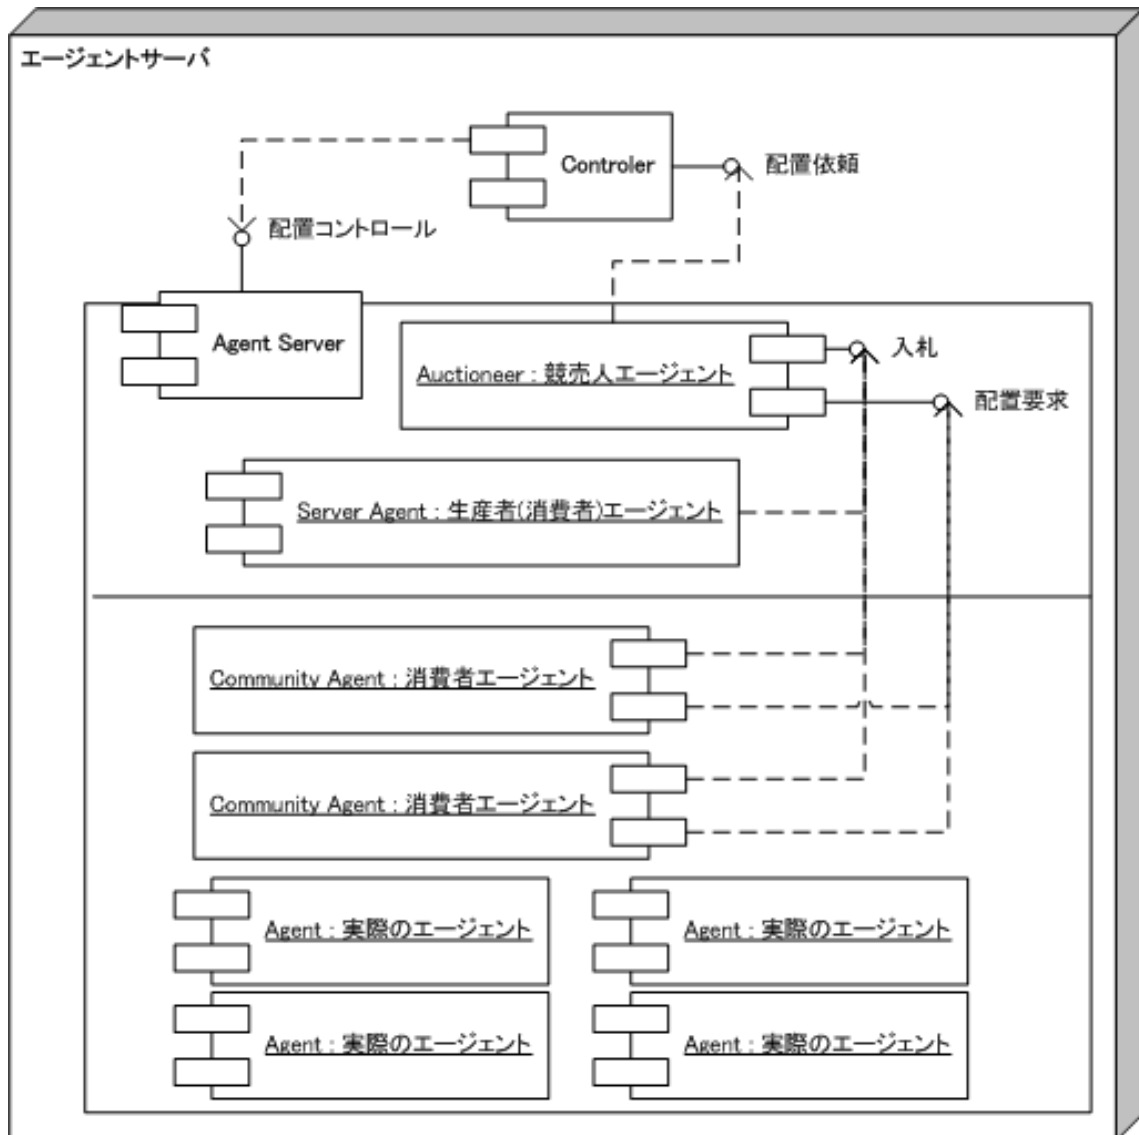 エージェントサーバ
Controler
配置依頼
配置コントロール
Agent Server
Auctioneer : 競売人エージェント
入札
配置要求
Server Agent : 生産者(消費者)エージェント
Community Agent : 消費者エージェント
Community Agent : 消費者エージェント
Agent : 実際のエージェント
Agent : 実際のエージェント
Agent : 実際のエージェント
Agent : 実際のエージェント